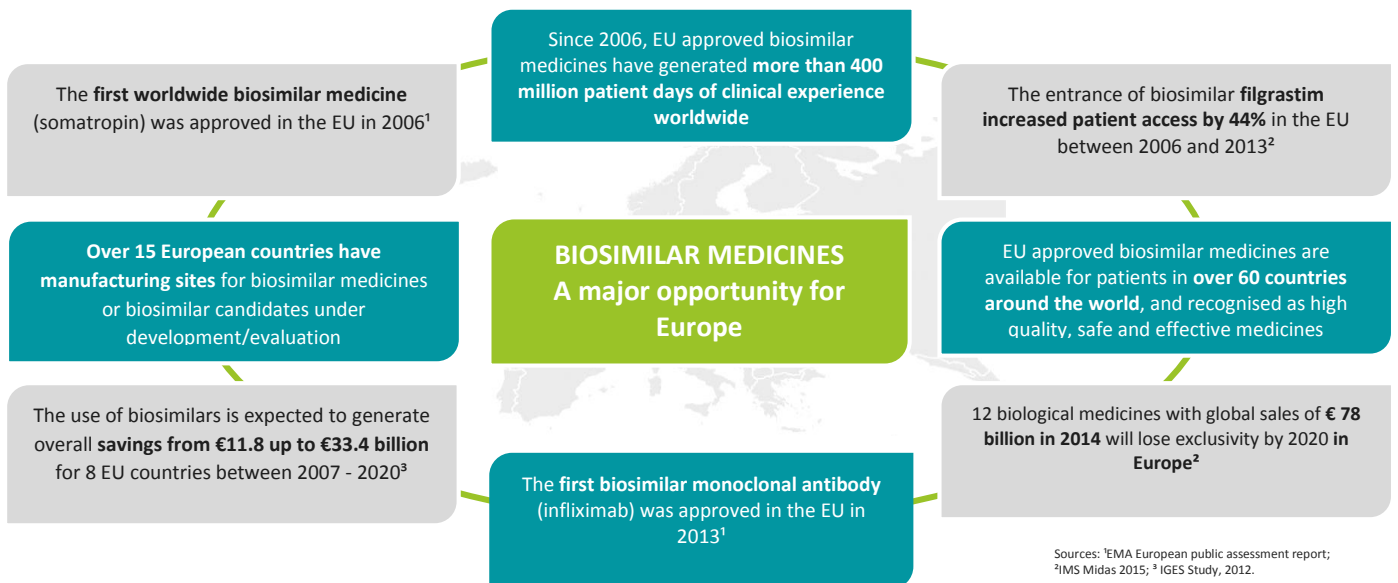 Since 2006, EU approved biosimilar
medicines have generated more than 400
million patient days of clinical experience
worldwide
The first worldwide biosimilar medicine
(somatropin) was approved in the EU in 2006¹
The entrance of biosimilar filgrastim
increased patient access by 44% in the EU
between 2006 and 2013²
Over 15 European countries have
manufacturing sites for biosimilar medicines
or biosimilar candidates under
development/evaluation
BIOSIMILAR MEDICINES
A major opportunity for
Europe
EU approved biosimilar medicines are
available for patients in over 60 countries
around the world, and recognised as high
quality, safe and effective medicines
The use of biosimilars is expected to generate
overall savings from €11.8 up to €33.4 billion
for 8 EU countries between 2007 - 2020³
12 biological medicines with global sales of € 78
billion in 2014 will lose exclusivity by 2020 in
Europe²
The first biosimilar monoclonal antibody
(infliximab) was approved in the EU in
2013¹
Sources: ¹EMA European public assessment report;
²IMS Midas 2015; ³ IGES Study, 2012.